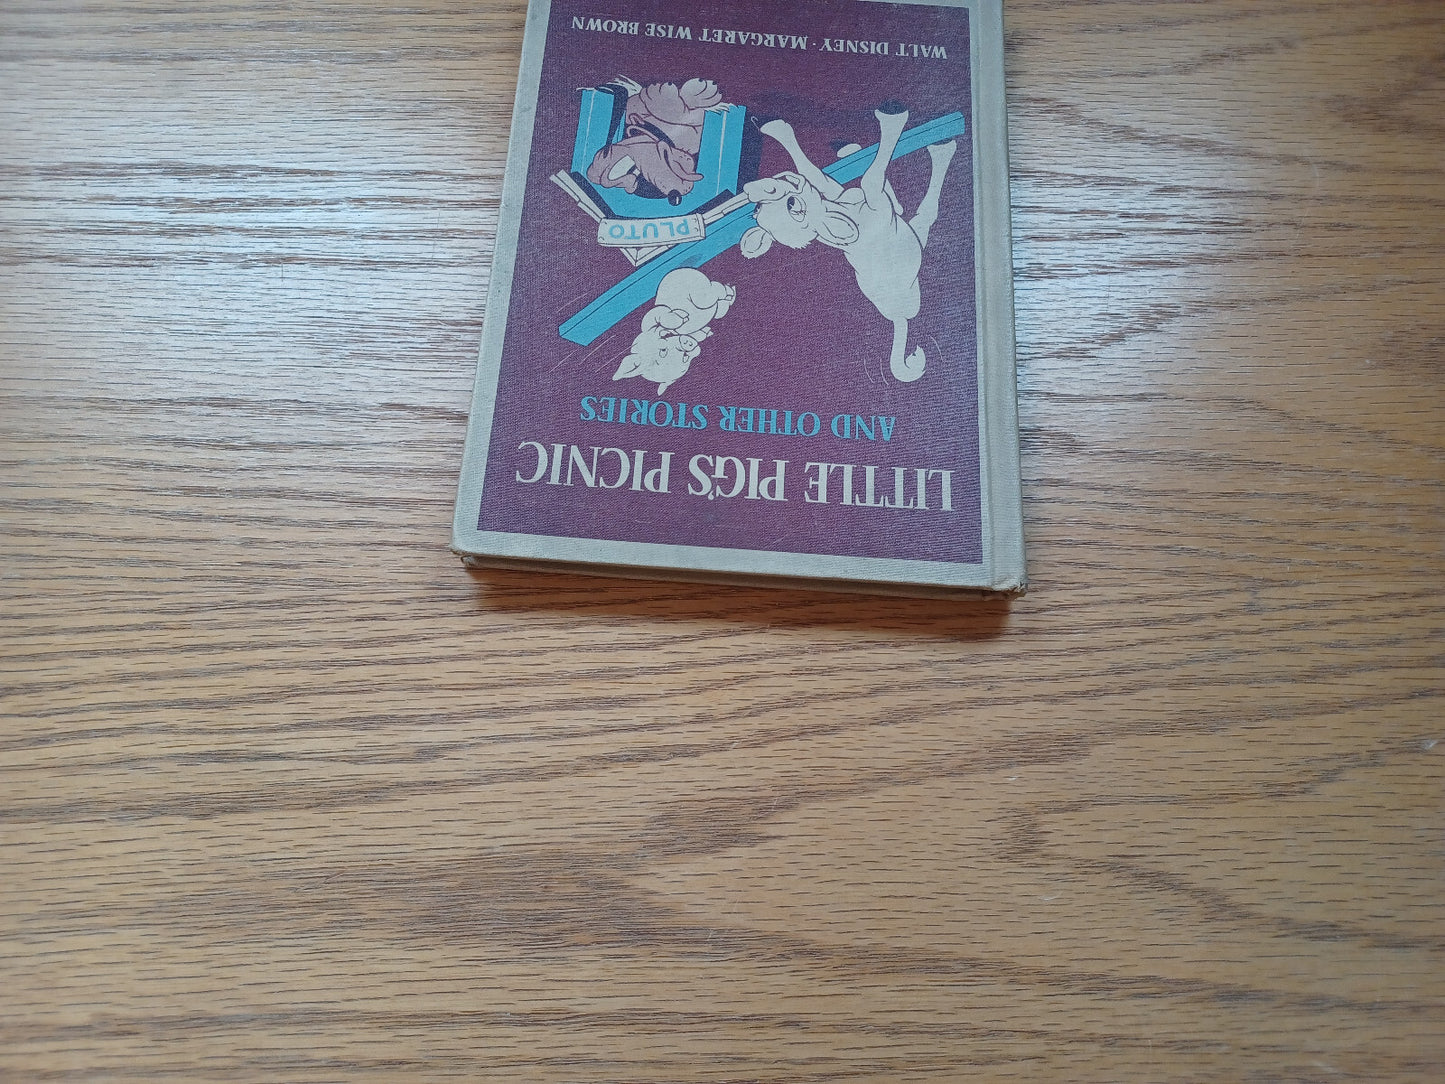 LITTLE PIG'S PICNIC
AND OTHER STORIES
PLUTO
WALT DISNEY · MARGARET WISE BROWN